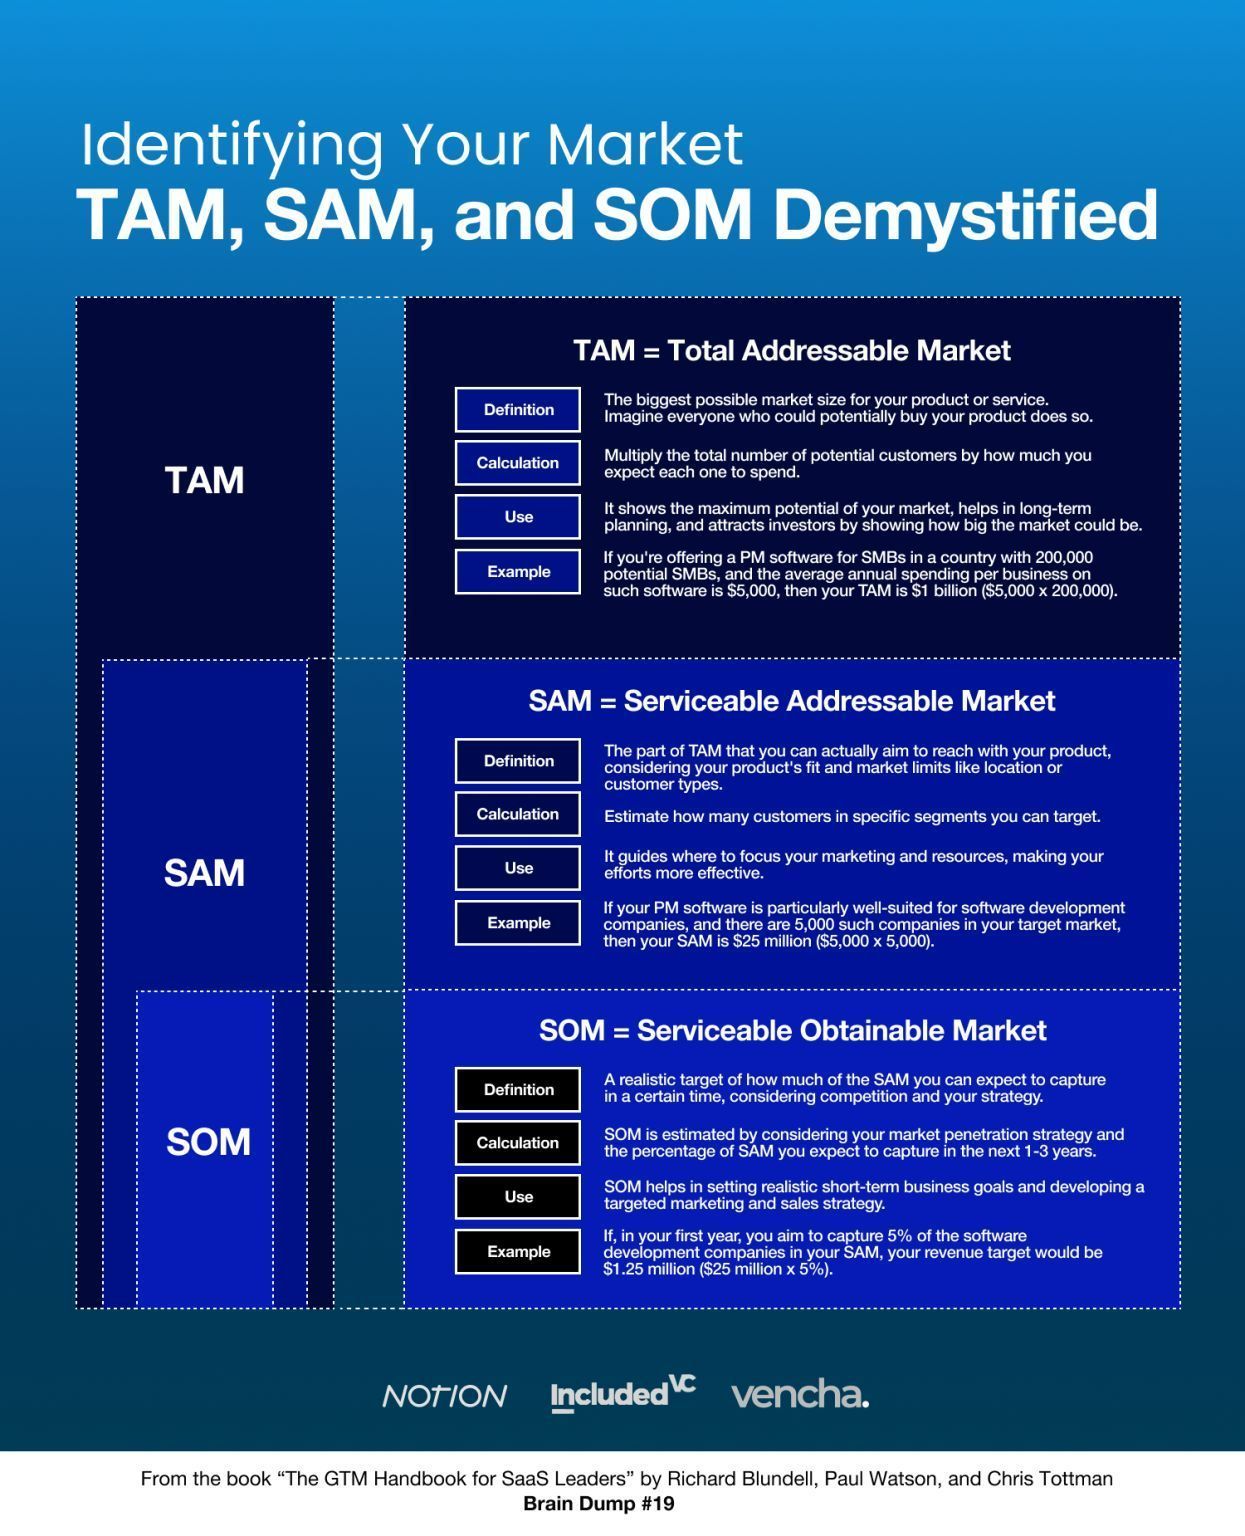 Identifying Your Market
TAM, SAM, and SOM Demystified
TAM
TAM = Total Addressable Market
Definition
The biggest possible market size for your product or service.
Imagine everyone who could potentially buy your product does so.
Calculation
Multiply the total number of potential customers by how much you
expect each one to spend.
Use
It shows the maximum potential of your market, helps in long-term
planning, and attracts investors by showing how big the market could be.
Example
If you're offering a PM software for SMBs in a country with 200,000
potential SMBs, and the average annual spending per business on
such software is $5,000, then your TAM is $1 billion ($5,000 x 200,000).
SAM
SAM = Serviceable Addressable Market
Definition
The part of TAM that you can actually aim to reach with your product,
considering your product's fit and market limits like location or
customer types.
Calculation
Estimate how many customers in specific segments you can target.
Use
It guides where to focus your marketing and resources, making your
efforts more effective.
Example
If your PM software is particularly well-suited for software development
companies, and there are 5,000 such companies in your target market,
then your SAM is $25 million ($5,000 x 5,000).
SOM
SOM = Serviceable Obtainable Market
Definition
A realistic target of how much of the SAM you can expect to capture
in a certain time, considering competition and your strategy.
Calculation
SOM is estimated by considering your market penetration strategy and
the percentage of SAM you expect to capture in the next 1-3 years.
Use
SOM helps in setting realistic short-term business goals and developing a
targeted marketing and sales strategy.
Example
If, in your first year, you aim to capture 5% of the software
development companies in your SAM, your revenue target would be
$1.25 million ($25 million x 5%).
NOTION IncludedVC vencha.
From the book “The GTM Handbook for SaaS Leaders” by Richard Blundell, Paul Watson, and Chris Tottman
Brain Dump #19